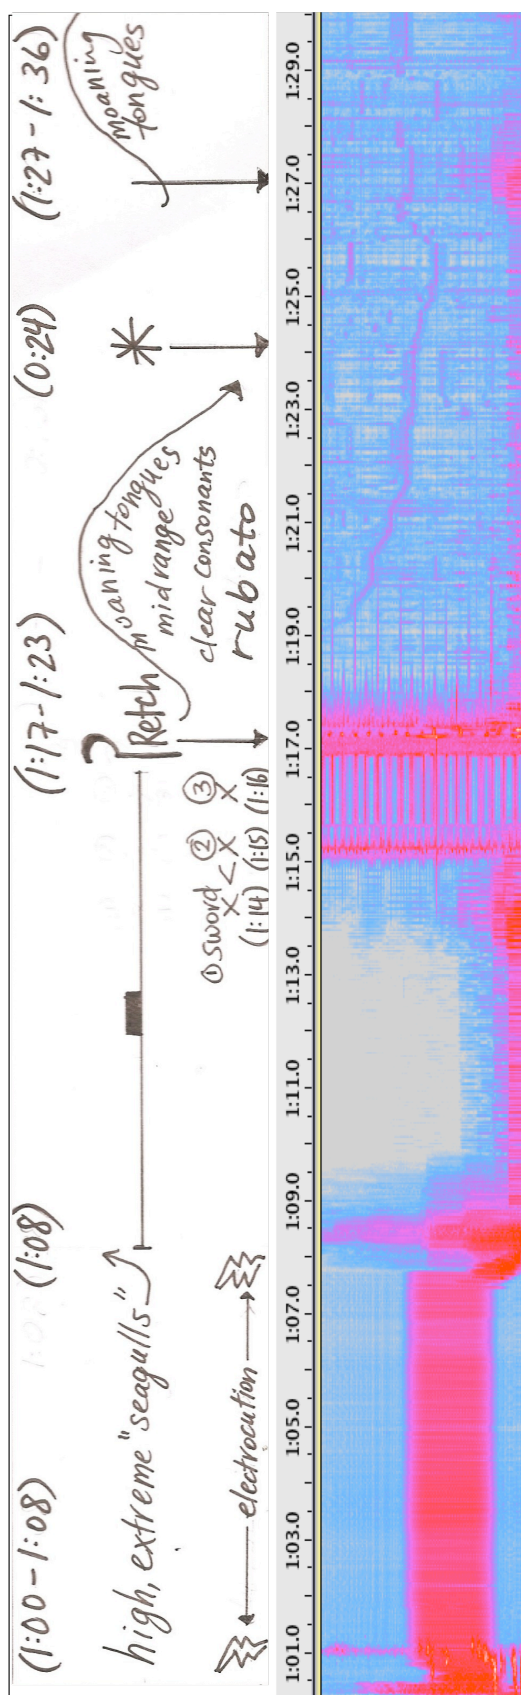 (1:00-1:08) (1:08) (1:17-1:23) (0:24) (1:27-1:36)
high, extreme "seagulls"
Retch
moaning tongues
midrange
clear consonants
rubato
*
moaning
tongues
electrocution
① sword ② ③
X < X X
(1:14) (1:15) (1:16)
1:01.0 1:03.0 1:05.0 1:07.0 1:09.0 1:11.0 1:13.0 1:15.0 1:17.0 1:19.0 1:21.0 1:23.0 1:25.0 1:27.0 1:29.0